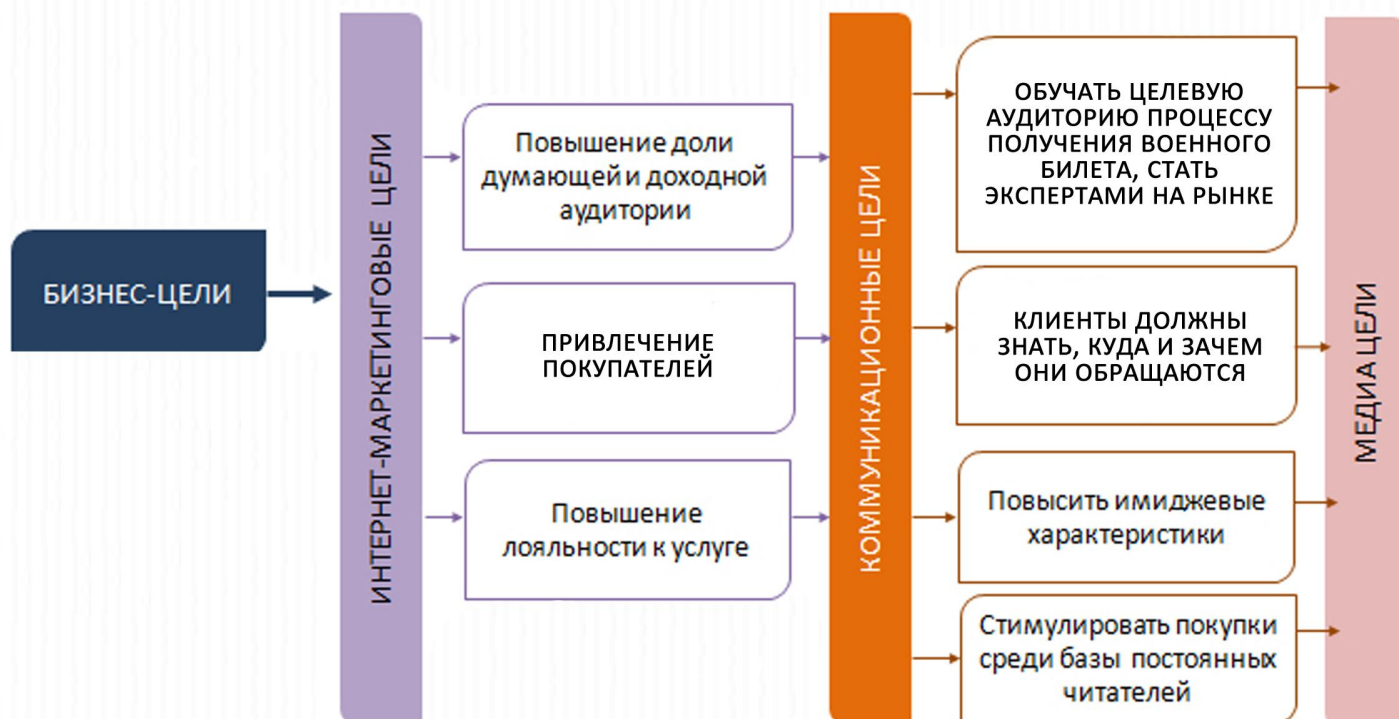 БИЗНЕС-ЦЕЛИ
ИНТЕРНЕТ-МАРКЕТИНГОВЫЕ ЦЕЛИ
Повышение доли
думающей и доходной
аудитории
ПРИВЛЕЧЕНИЕ
ПОКУПАТЕЛЕЙ
Повышение
лояльности к услуге
КОММУНИКАЦИОННЫЕ ЦЕЛИ
ОБУЧАТЬ ЦЕЛЕВУЮ
АУДИТОРИЮ ПРОЦЕССУ
ПОЛУЧЕНИЯ ВОЕННОГО
БИЛЕТА, СТАТЬ
ЭКСПЕРТАМИ НА РЫНКЕ
КЛИЕНТЫ ДОЛЖНЫ
ЗНАТЬ, КУДА И ЗАЧЕМ
ОНИ ОБРАЩАЮТСЯ
Повысить имиджевые
характеристики
Стимулировать покупки
среди базы постоянных
читателей
МЕДИА ЦЕЛИ